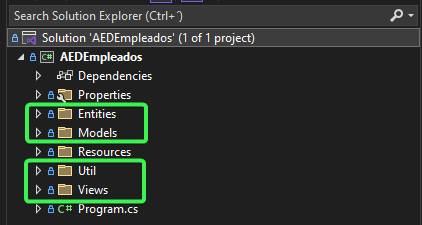 Search Solution Explorer (Ctrl+´)
Solution 'AEDEmpleados' (1 of 1 project)
C# AEDEmpleados
Dependencies
Properties
Entities
Models
Resources
Util
Views
C# Program.cs